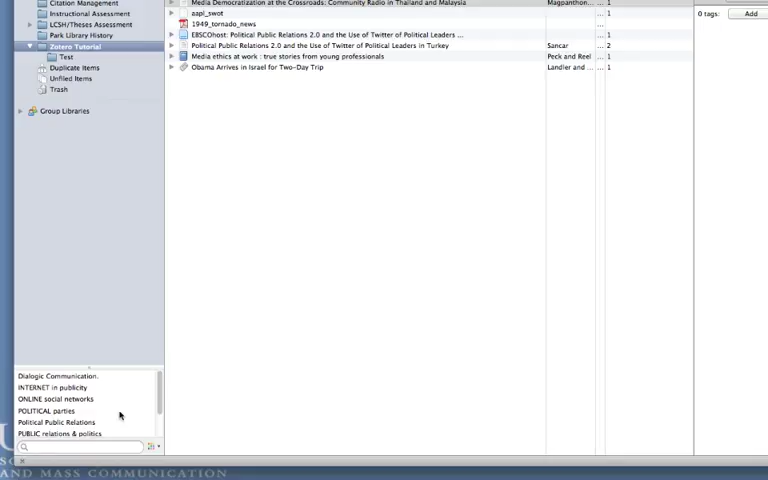 Citation Management
Instructional Assessment
LCSH/Theses Assessment
Park Library History
Zotero Tutorial
Test
Duplicate Items
Unfiled Items
Trash
Group Libraries
Media Democratization at the Crossroads: Community Radio in Thailand and Malaysia Magpanthon... 1
aapl_swot ... 1
1949_tornado_news ...
EBSCOhost: Political Public Relations 2.0 and the Use of Twitter of Political Leaders ... ... 1
Political Public Relations 2.0 and the Use of Twitter of Political Leaders in Turkey Sancar ... 2
Media ethics at work : true stories from young professionals Peck and Reel ... 1
Obama Arrives in Israel for Two-Day Trip Landler and ... ... 1
0 tags: Add
Dialogic Communication.
INTERNET in publicity
ONLINE social networks
POLITICAL parties
Political Public Relations
PUBLIC relations & politics
AND MASS COMMUNICATION